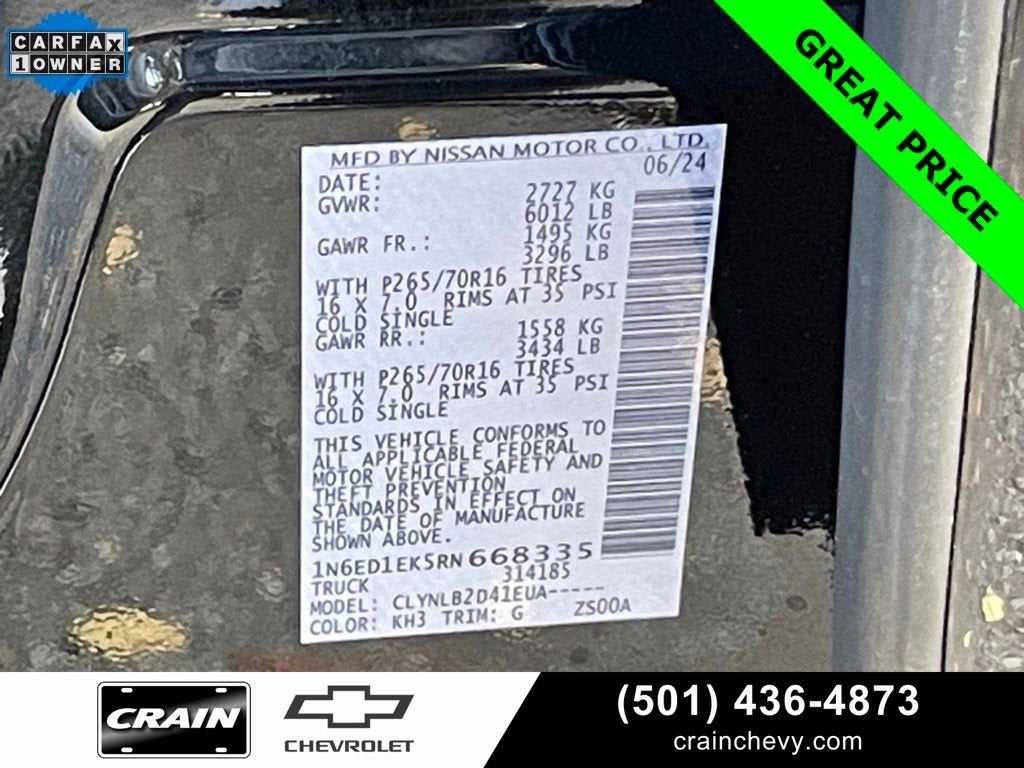 CARFAX
1 OWNER
GREAT PRICE
MFD BY NISSAN MOTOR CO., LTD.
DATE: 06/24
GVWR: 2727 KG
6012 LB
GAWR FR.: 1495 KG
3296 LB
WITH P265/70R16 TIRES
16 X 7.0 RIMS AT 35 PSI
COLD SINGLE
GAWR RR.: 1558 KG
3434 LB
WITH P265/70R16 TIRES
16 X 7.0 RIMS AT 35 PSI
COLD SINGLE
THIS VEHICLE CONFORMS TO
ALL APPLICABLE FEDERAL
MOTOR VEHICLE SAFETY AND
THEFT PREVENTION
STANDARDS IN EFFECT ON
THE DATE OF MANUFACTURE
SHOWN ABOVE.
1N6ED1EK5RN668335
TRUCK 314185
MODEL: CLYNLB2D41EUA-----
COLOR: KH3 TRIM: G ZS00A
CRAIN
CHEVROLET
(501) 436-4873
crainchevy.com